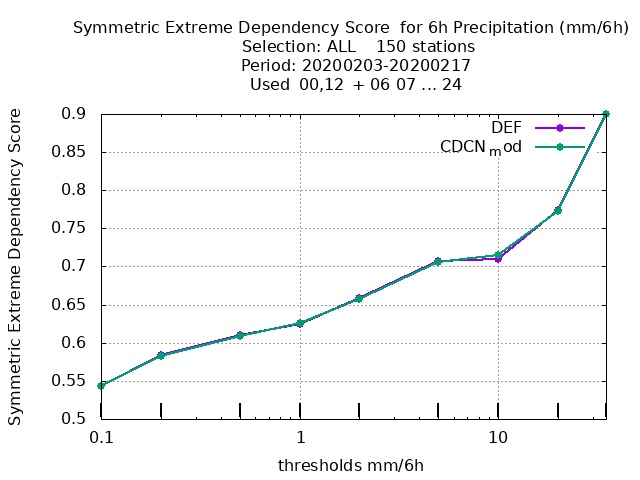 Symmetric Extreme Dependency Score  for 6h Precipitation (mm/6h)
Selection: ALL    150 stations
Period: 20200203-20200217
Used  00,12  + 06 07 ... 24
DEF
CDCNmod
Symmetric Extreme Dependency Score
0.9
0.85
0.8
0.75
0.7
0.65
0.6
0.55
0.5
0.1
1
10
thresholds mm/6h